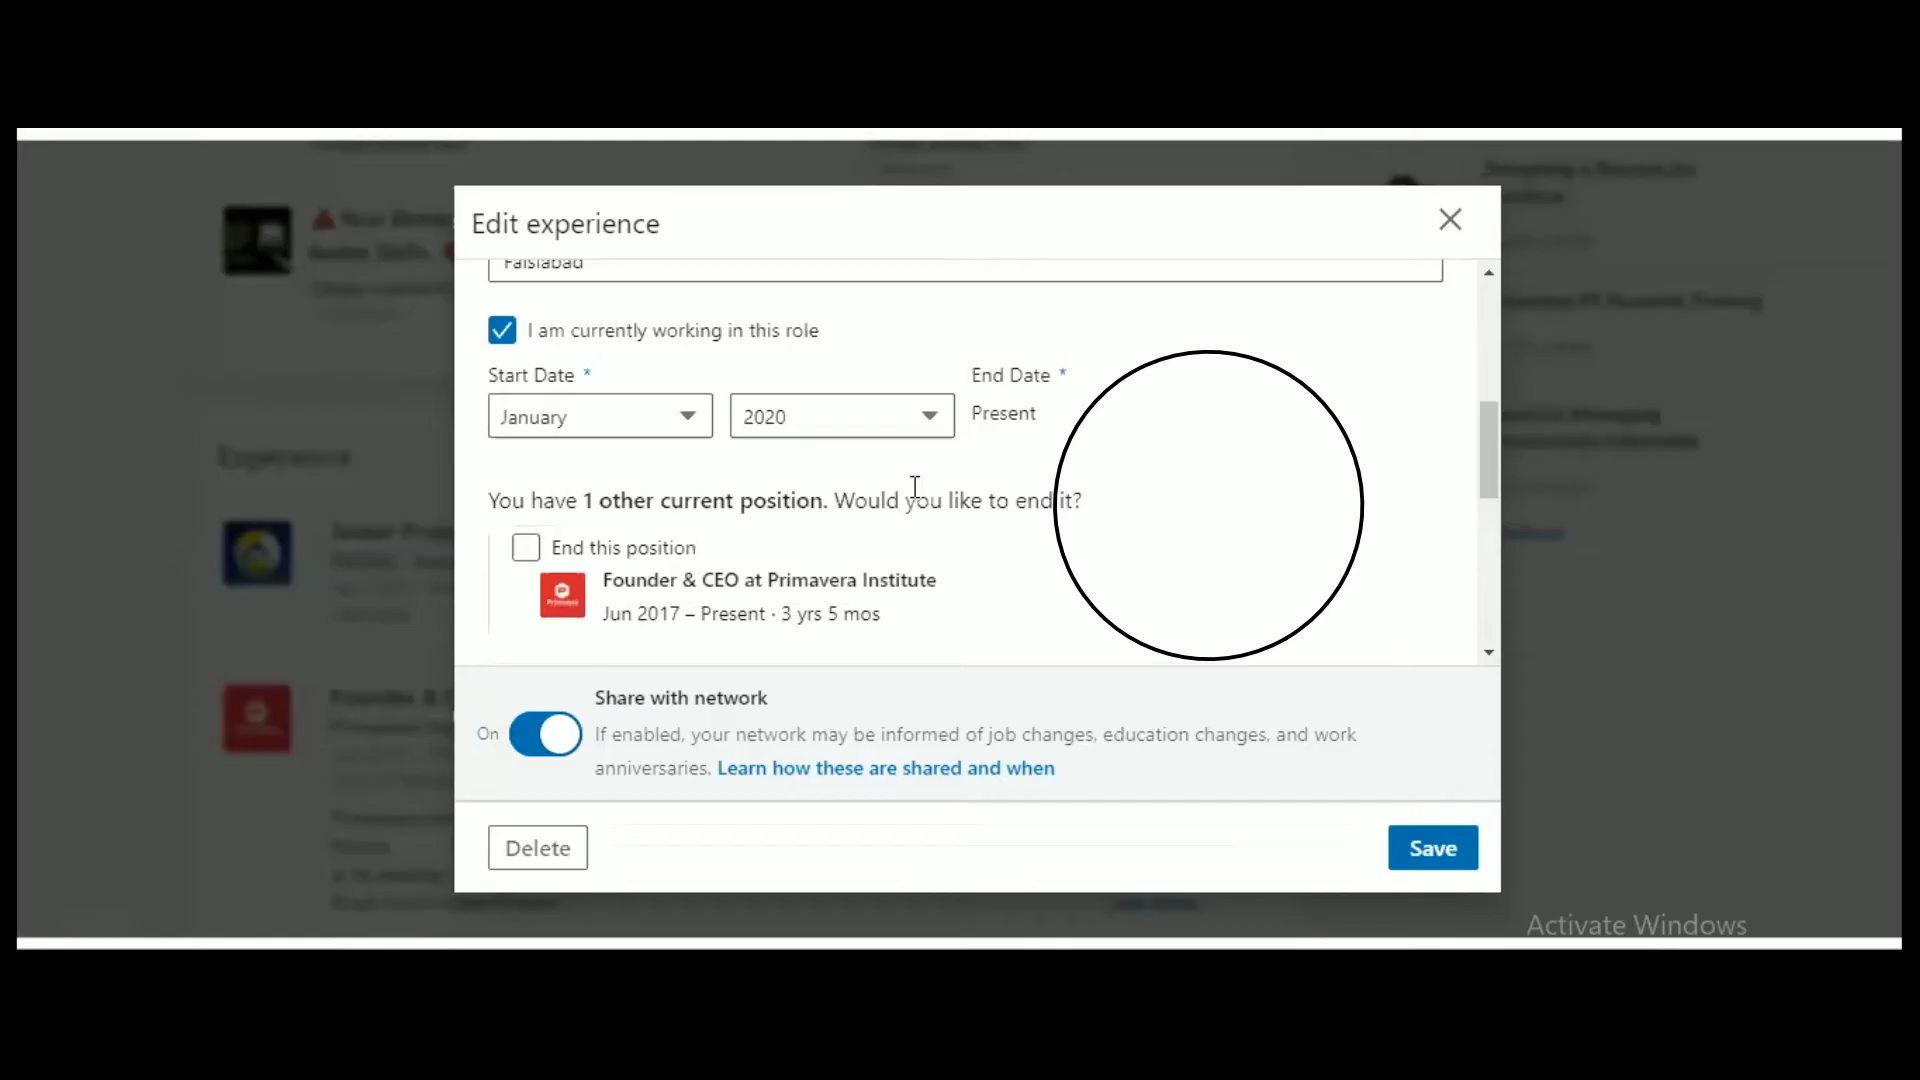 Edit experience
Faisiabad
I am currently working in this role
Start Date *
End Date *
January
2020
Present
You have 1 other current position. Would you like to end it?
End this position
Founder & CEO at Primavera Institute
Jun 2017 – Present · 3 yrs 5 mos
Share with network
On
If enabled, your network may be informed of job changes, education changes, and work
anniversaries. Learn how these are shared and when
Delete
Save
Experience
Activate Windows